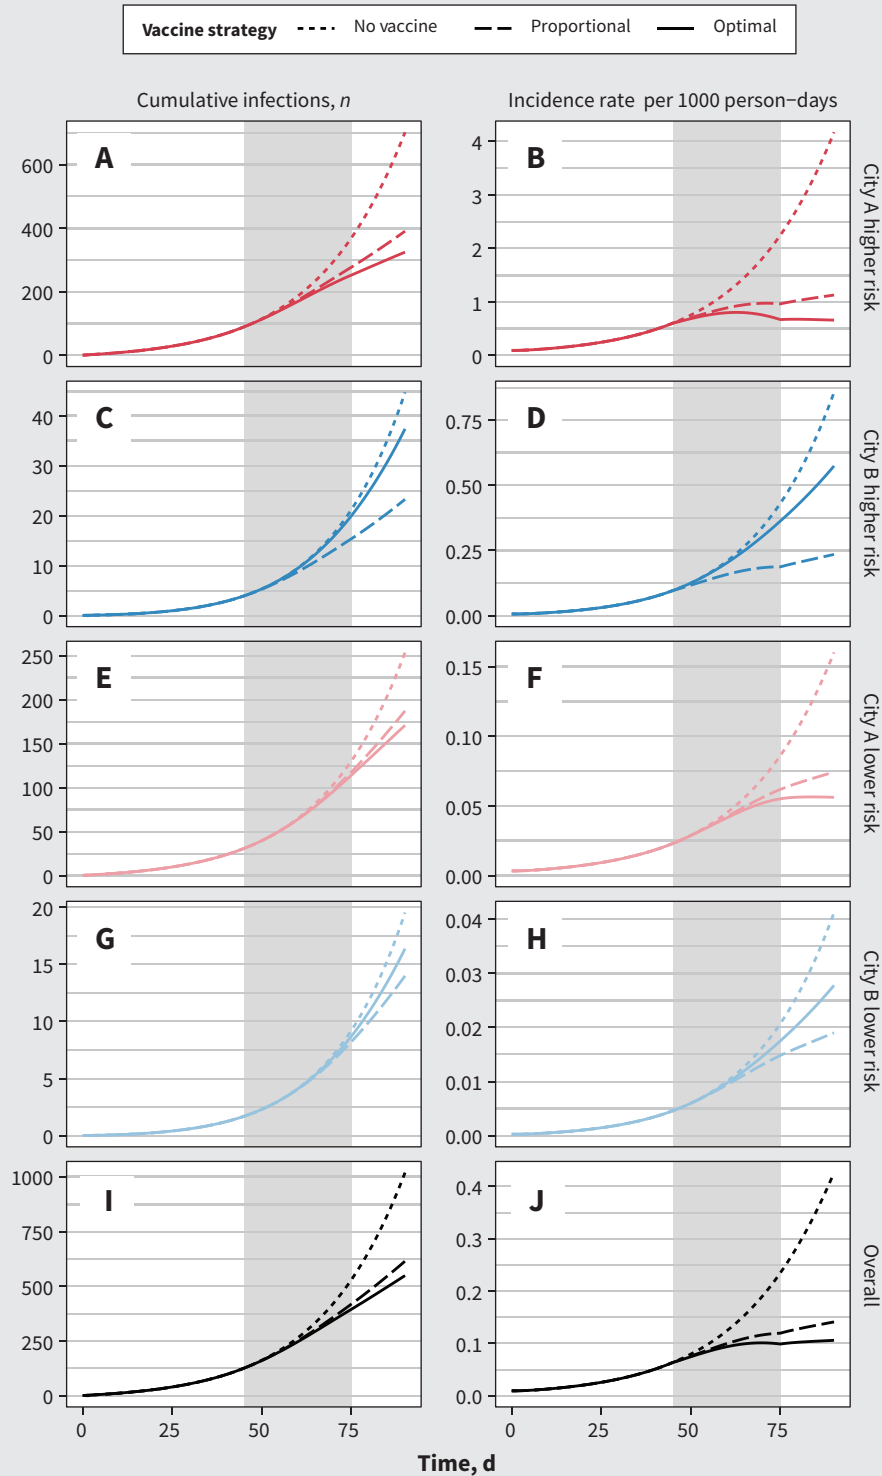 Vaccine strategy No vaccine Proportional Optimal
Cumulative infections, n
Incidence rate per 1000 person−days
A
600
400
200
0
B
4
3
2
1
0
City A higher risk
C
40
30
20
10
0
D
0.75
0.50
0.25
0.00
City B higher risk
E
250
200
150
100
50
0
F
0.15
0.10
0.05
0.00
City A lower risk
G
20
15
10
5
0
H
0.04
0.03
0.02
0.01
0.00
City B lower risk
I
1000
750
500
250
0
J
0.4
0.3
0.2
0.1
0.0
Overall
0 25 50 75
0 25 50 75
Time, d